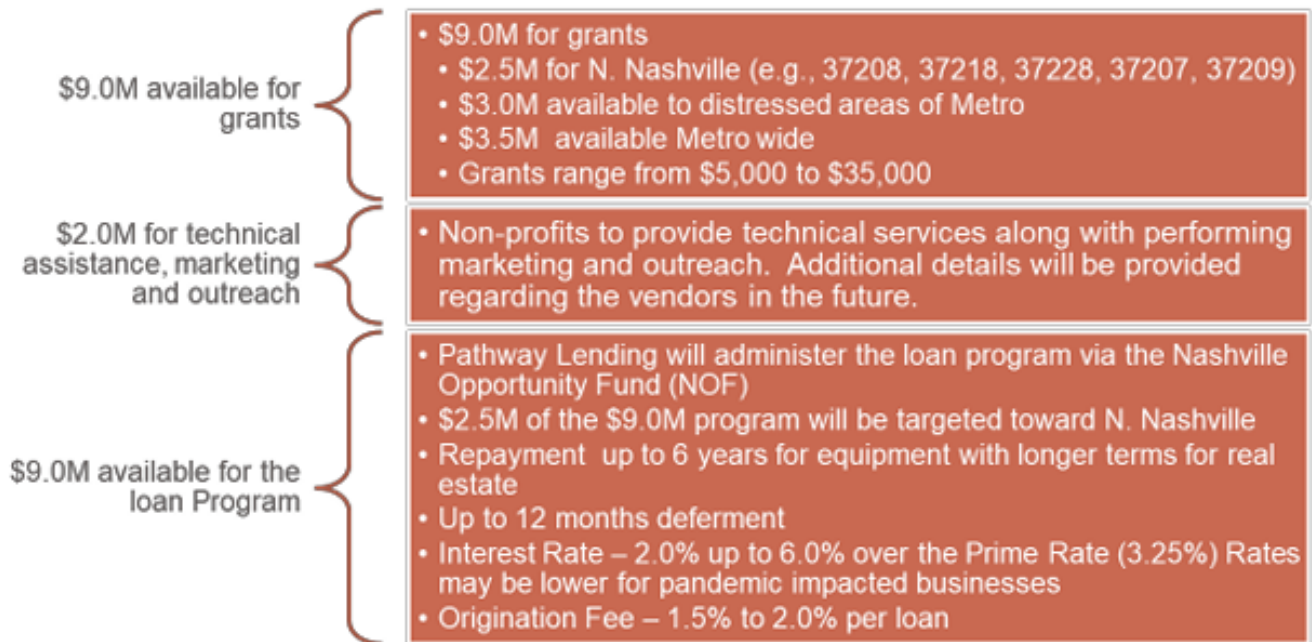 $9.0M available for
grants
• $9.0M for grants
• $2.5M for N. Nashville (e.g., 37208, 37218, 37228, 37207, 37209)
• $3.0M available to distressed areas of Metro
• $3.5M  available Metro wide
• Grants range from $5,000 to $35,000
$2.0M for technical
assistance, marketing
and outreach
• Non-profits to provide technical services along with performing
marketing and outreach.  Additional details will be provided
regarding the vendors in the future.
$9.0M available for the
loan Program
• Pathway Lending will administer the loan program via the Nashville
Opportunity Fund (NOF)
• $2.5M of the $9.0M program will be targeted toward N. Nashville
• Repayment  up to 6 years for equipment with longer terms for real
estate
• Up to 12 months deferment
• Interest Rate – 2.0% up to 6.0% over the Prime Rate (3.25%) Rates
may be lower for pandemic impacted businesses
• Origination Fee – 1.5% to 2.0% per loan